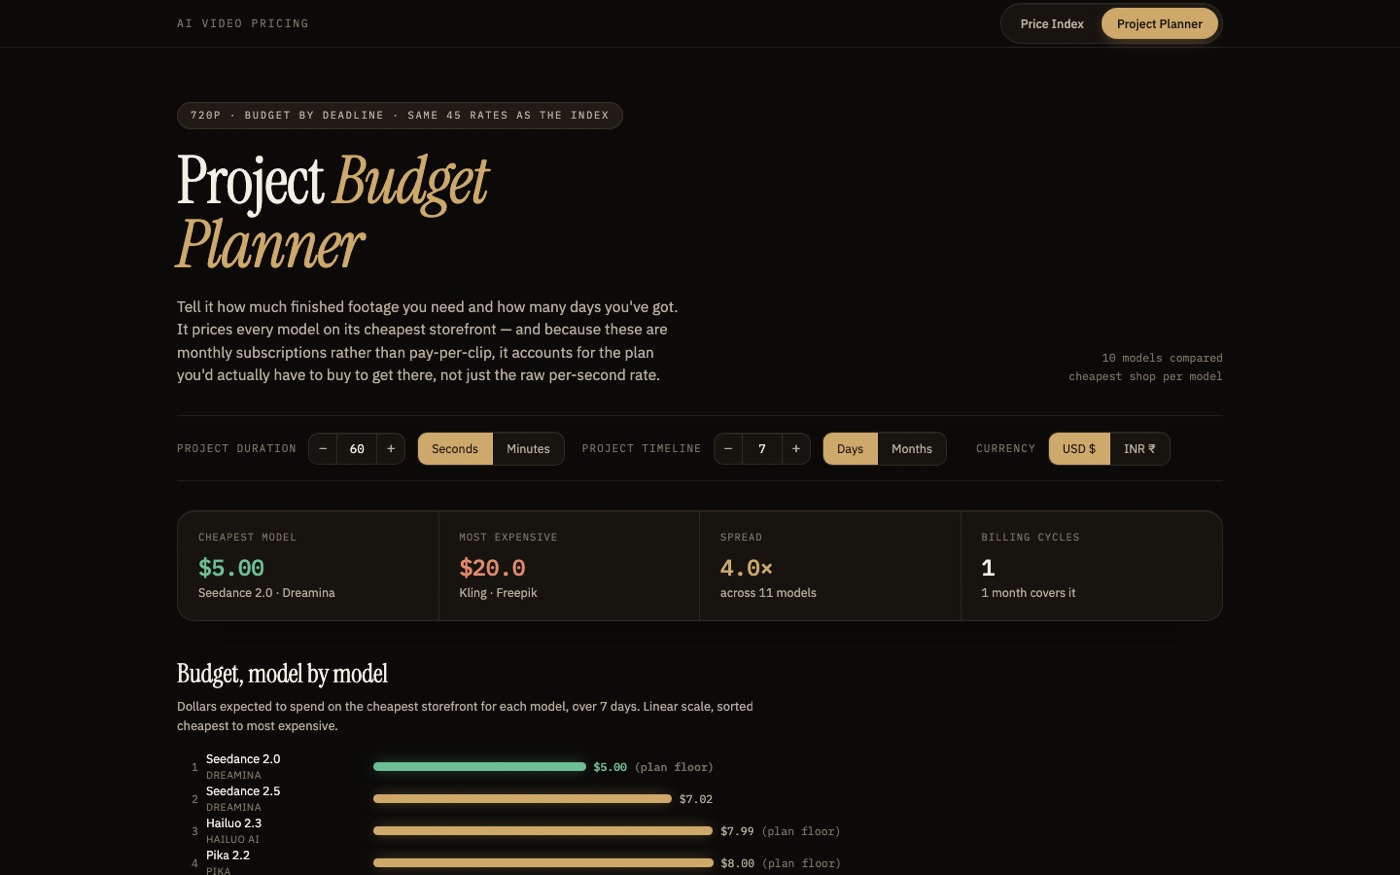 AI VIDEO PRICING
Price Index
Project Planner
720P · BUDGET BY DEADLINE · SAME 45 RATES AS THE INDEX
Project Budget
Planner
Tell it how much finished footage you need and how many days you've got.
It prices every model on its cheapest storefront — and because these are
monthly subscriptions rather than pay-per-clip, it accounts for the plan
you'd actually have to buy to get there, not just the raw per-second rate.
10 models compared
cheapest shop per model
PROJECT DURATION − 60 + Seconds Minutes PROJECT TIMELINE − 7 + Days Months CURRENCY USD $ INR ₹
CHEAPEST MODEL
$5.00
Seedance 2.0 · Dreamina
MOST EXPENSIVE
$20.0
Kling · Freepik
SPREAD
4.0×
across 11 models
BILLING CYCLES
1
1 month covers it
Budget, model by model
Dollars expected to spend on the cheapest storefront for each model, over 7 days. Linear scale, sorted
cheapest to most expensive.
1 Seedance 2.0 $5.00 (plan floor)
DREAMINA
2 Seedance 2.5 $7.02
DREAMINA
3 Hailuo 2.3 $7.99 (plan floor)
HAILUO AI
4 Pika 2.2 $8.00 (plan floor)
PIKA